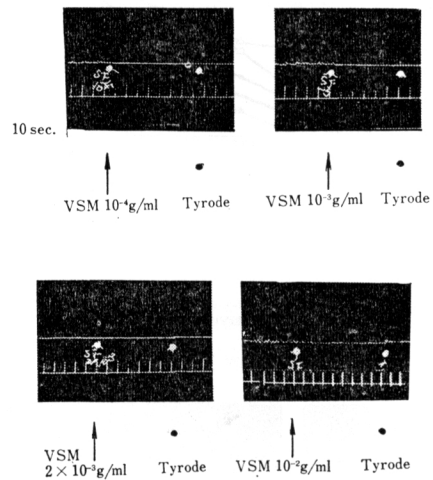 10 sec.
VSM 10⁻⁴g/ml Tyrode
VSM 10⁻³g/ml Tyrode
VSM
2×10⁻³g/ml Tyrode
VSM 10⁻²g/ml Tyrode